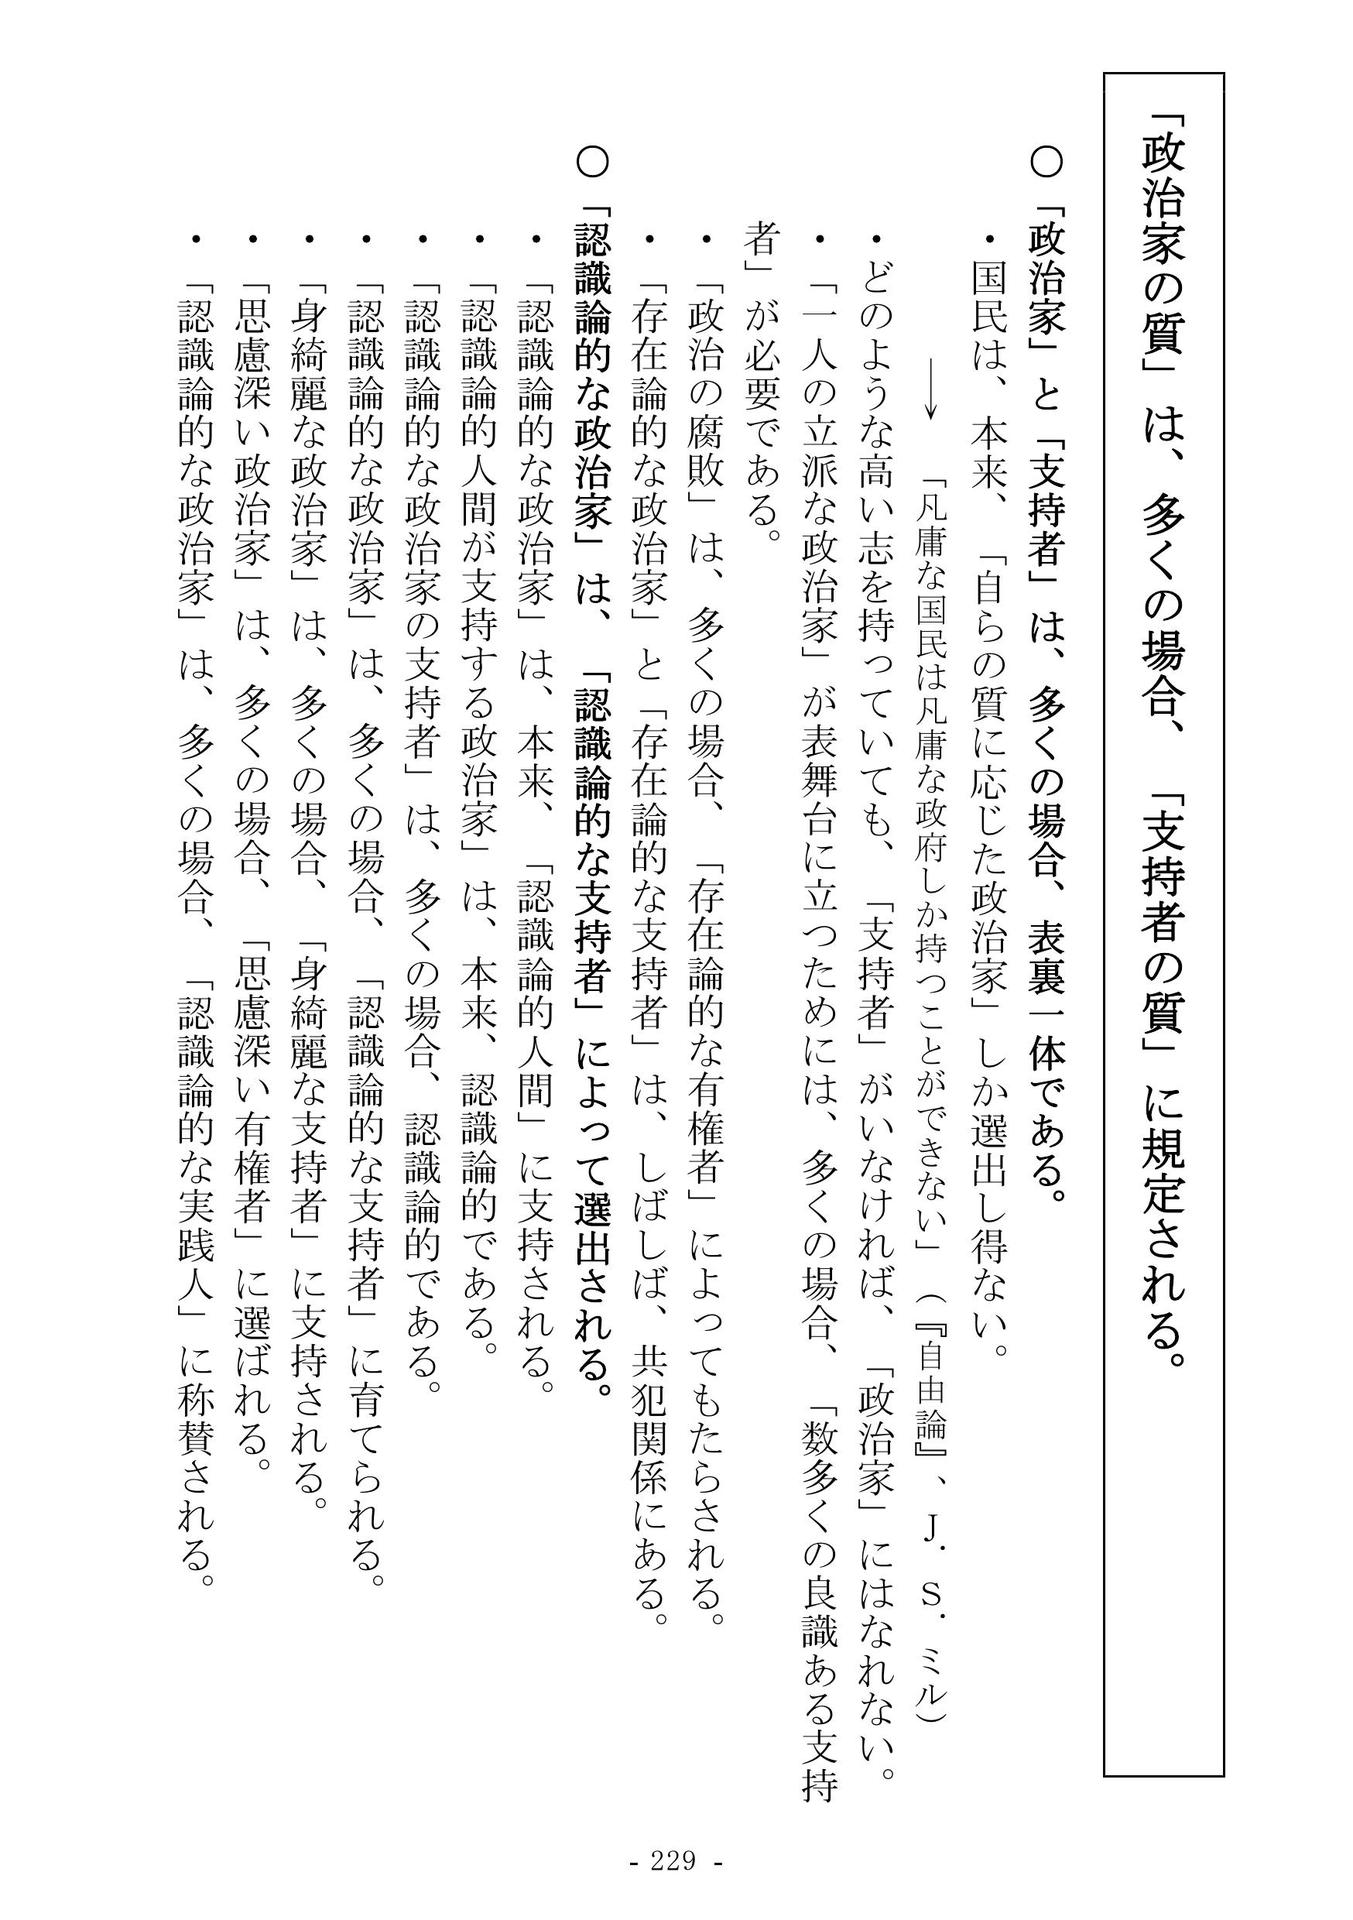 「政治家の質」は、多くの場合、「支持者の質」に規定される。
○「政治家」と「支持者」は、多くの場合、表裏一体である。
・国民は、本来、「自らの質に応じた政治家」しか選出し得ない。
→「凡庸な国民は凡庸な政府しか持つことができない」（『自由論』、J．S．ミル）
・どのような高い志を持っていても、「支持者」がいなければ、「政治家」にはなれない。
・「一人の立派な政治家」が表舞台に立つためには、多くの場合、「数多くの良識ある支持
者」が必要である。
・「政治の腐敗」は、多くの場合、「存在論的な有権者」によってもたらされる。
・「存在論的な政治家」と「存在論的な支持者」は、しばしば、共犯関係にある。
○「認識論的な政治家」は、「認識論的な支持者」によって選出される。
・「認識論的な政治家」は、本来、「認識論的人間」に支持される。
・「認識論的人間が支持する政治家」は、本来、認識論的である。
・「認識論的な政治家の支持者」は、多くの場合、認識論的である。
・「認識論的な政治家」は、多くの場合、「認識論的な支持者」に育てられる。
・「身綺麗な政治家」は、多くの場合、「身綺麗な支持者」に支持される。
・「思慮深い政治家」は、多くの場合、「思慮深い有権者」に選ばれる。
・「認識論的な政治家」は、多くの場合、「認識論的な実践人」に称賛される。
- 229 -